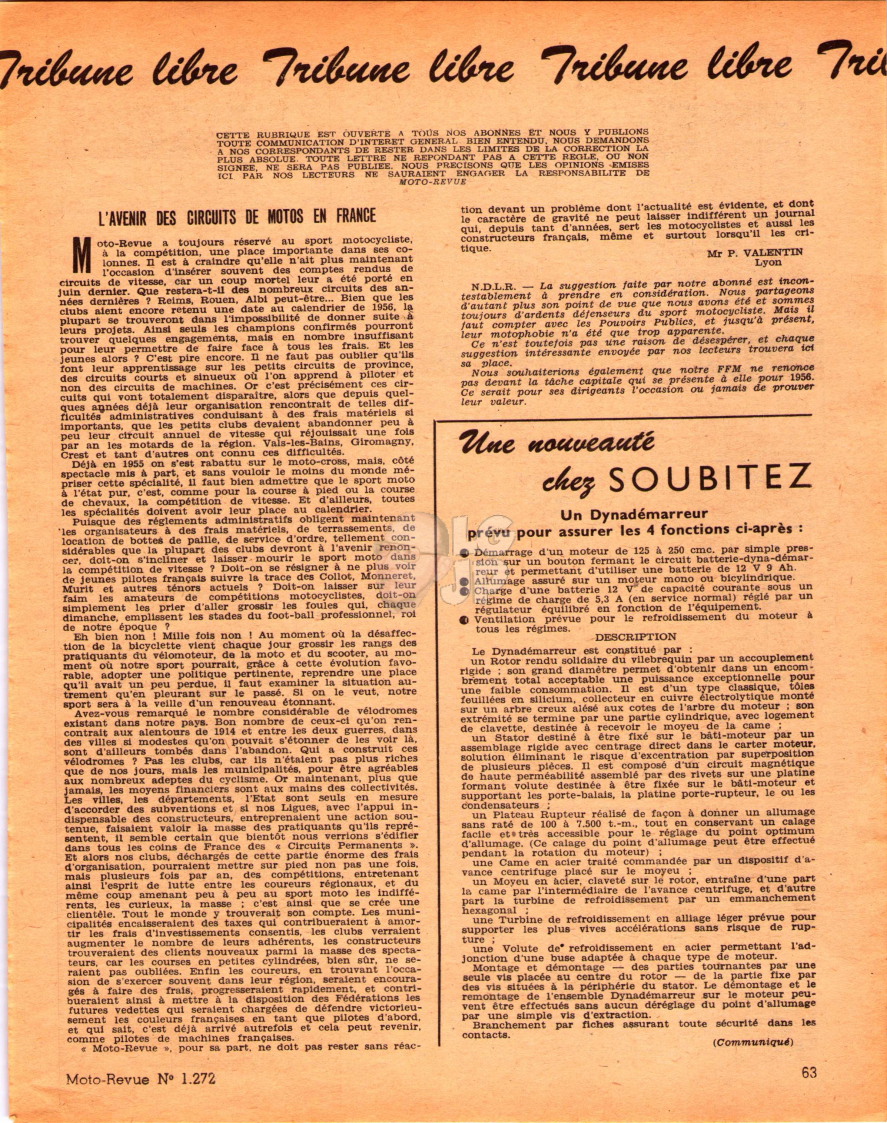 Tribune libre Tribune libre Tribune libre Tri
CETTE RUBRIQUE EST OUVERTE A TOUS NOS ABONNES ET NOUS Y PUBLIONS
TOUTE COMMUNICATION D'INTERET GENERAL BIEN ENTENDU, NOUS DEMANDONS
A NOS CORRESPONDANTS DE RESTER DANS LES LIMITES DE LA CORRECTION LA
PLUS ABSOLUE. TOUTE LETTRE NE REPONDANT PAS A CETTE REGLE, OU NON
SIGNEE, NE SERA PAS PUBLIEE. NOUS PRECISONS QUE LES OPINIONS EMISES
ICI PAR NOS LECTEURS NE SAURAIENT ENGAGER LA RESPONSABILITE DE
MOTO-REVUE
L'AVENIR DES CIRCUITS DE MOTOS EN FRANCE
Moto-Revue a toujours réservé au sport motocycliste,
à la compétition, une place importante dans ses co-
lonnes. Il est à craindre qu'elle n'ait plus maintenant
l'occasion d'insérer souvent des comptes rendus de
circuits de vitesse, car un coup mortel leur a été porté en
juin dernier. Que restera-t-il des nombreux circuits des an-
nées dernières ? Reims, Rouen, Albi peut-être... Bien que les
clubs aient encore retenu une date au calendrier de 1956, la
plupart se trouveront dans l'impossibilité de donner suite à
leurs projets. Ainsi seuls les champions confirmés pourront
trouver quelques engagements, mais en nombre insuffisant
pour leur permettre de faire face à tous les frais. Et les
jeunes alors ? C'est pire encore. Il ne faut pas oublier qu'ils
font leur apprentissage sur les petits circuits de province,
des circuits courts et sinueux où l'on apprend à piloter et
non des circuits de machines. Or c'est précisément ces cir-
cuits qui vont totalement disparaître, alors que depuis quel-
ques années déjà leur organisation rencontrait de telles dif-
ficultés administratives conduisant à des frais matériels si
importants, que les petits clubs devaient abandonner peu à
peu leur circuit annuel de vitesse qui réjouissait une fois
par an les motards de la région. Vals-les-Bains, Giromagny,
Crest et tant d'autres ont connu ces difficultés.
Déjà en 1955 on s'est rabattu sur le moto-cross, mais, côté
spectacle mis à part, et sans vouloir le moins du monde mé-
priser cette spécialité, il faut bien admettre que le sport moto
à l'état pur, c'est, comme pour la course à pied ou la course
de chevaux, la compétition de vitesse. Et d'ailleurs, toutes
les spécialités doivent avoir leur place au calendrier.
Puisque des règlements administratifs obligent maintenant
les organisateurs à des frais matériels, de terrassements, de
location de bottes de paille, de service d'ordre, tellement con-
sidérables que la plupart des clubs devront à l'avenir renon-
cer, doit-on s'incliner et laisser mourir le sport moto dans
la compétition de vitesse ? Doit-on se résigner à ne plus voir
de jeunes pilotes français suivre la trace des Collot, Monneret,
Murit et autres ténors actuels ? Doit-on laisser sur leur
faim les amateurs de compétitions motocyclistes, doit-on
simplement les prier d'aller grossir les foules qui, chaque
dimanche, emplissent les stades du foot-ball professionnel, roi
de notre époque ?
Eh bien non ! Mille fois non ! Au moment où la désaffec-
tion de la bicyclette vient chaque jour grossir les rangs des
pratiquants du vélomoteur, de la moto et du scooter, au mo-
ment où notre sport pourrait, grâce à cette évolution favo-
rable, adopter une politique pertinente, reprendre une place
qu'il avait un peu perdue, il faut examiner la situation au-
trement qu'en pleurant sur le passé. Si on le veut, notre
sport sera à la veille d'un renouveau étonnant.
Avez-vous remarqué le nombre considérable de vélodromes
existant dans notre pays. Bon nombre de ceux-ci qu'on ren-
contrait aux alentours de 1914 et entre les deux guerres, dans
des villes si modestes qu'on pouvait s'étonner de les voir là,
sont d'ailleurs tombés dans l'abandon. Qui a construit ces
vélodromes ? Pas les clubs, car ils n'étaient pas plus riches
que de nos jours, mais les municipalités, pour être agréables
aux nombreux adeptes du cyclisme. Or maintenant, plus que
jamais, les moyens financiers sont aux mains des collectivités.
Les villes, les départements, l'Etat sont seuls en mesure
d'accorder des subventions et si nos Ligues, avec l'appui in-
dispensable des constructeurs, entreprenaient une action sou-
tenue, faisaient valoir la masse des pratiquants qu'ils repré-
sentent, il semble certain que bientôt nous verrions s'édifier
dans tous les coins de France des « Circuits Permanents ».
Et alors nos clubs, déchargés de cette partie énorme des frais
d'organisation, pourraient mettre sur pied non pas une fois,
mais plusieurs fois par an, des compétitions, entretenant
ainsi l'esprit de lutte entre les coureurs régionaux, et du
même coup amenant peu à peu au sport moto les indiffé-
rents, les curieux, la masse ; c'est ainsi que se crée une
clientèle. Tout le monde y trouverait son compte. Les muni-
cipalités encaisseraient des taxes qui contribueraient à amor-
tir les frais d'investissements consentis, les clubs verraient
augmenter le nombre de leurs adhérents, les constructeurs
trouveraient des clients nouveaux parmi la masse des specta-
teurs, car les courses en petites cylindrées, bien sûr, ne se-
raient pas oubliées. Enfin les coureurs, en trouvant l'occa-
sion de s'exercer souvent dans leur région, seraient encoura-
gés à faire des frais, progresseraient rapidement, et contri-
bueraient ainsi à mettre à la disposition des Fédérations les
futures vedettes qui seraient chargées de défendre victorieu-
sement les couleurs françaises en tant que pilotes d'abord,
et qui sait, c'est déjà arrivé autrefois et cela peut revenir,
comme pilotes de machines françaises.
« Moto-Revue », pour sa part, ne doit pas rester sans réac-
tion devant un problème dont l'actualité est évidente, et dont
le caractère de gravité ne peut laisser indifférent un journal
qui, depuis tant d'années, sert les motocyclistes et aussi les
constructeurs français, même et surtout lorsqu'il les cri-
tique.
Mr P. VALENTIN
Lyon
N.D.L.R. — La suggestion faite par notre abonné est incon-
testablement à prendre en considération. Nous partageons
d'autant plus son point de vue que nous avons été et sommes
toujours d'ardents défenseurs du sport motocycliste. Mais il
faut compter avec les Pouvoirs Publics, et jusqu'à présent,
leur motophobie n'a été que trop apparente.
Ce n'est toutefois pas une raison de désespérer, et chaque
suggestion intéressante envoyée par nos lecteurs trouvera ici
sa place.
Nous souhaiterions également que notre FFM ne renonce
pas devant la tâche capitale qui se présente à elle pour 1956.
Ce serait pour ses dirigeants l'occasion ou jamais de prouver
leur valeur.
Une nouveauté
chez SOUBITEZ
Un Dynadémarreur
prévu pour assurer les 4 fonctions ci-après :
● Démarrage d'un moteur de 125 à 250 cmc. par simple pres-
sion sur un bouton fermant le circuit batterie-dyna-démar-
reur et permettant d'utiliser une batterie de 12 V 9 Ah.
● Allumage assuré sur un moteur mono ou bicylindrique.
● Charge d'une batterie 12 V de capacité courante sous un
régime de charge de 5,3 A (en service normal) réglé par un
régulateur équilibré en fonction de l'équipement.
● Ventilation prévue pour le refroidissement du moteur à
tous les régimes.
DESCRIPTION
Le Dynadémarreur est constitué par :
un Rotor rendu solidaire du vilebrequin par un accouplement
rigide ; son grand diamètre permet d'obtenir dans un encom-
brement total acceptable une puissance exceptionnelle pour
une faible consommation. Il est d'un type classique, tôles
feuillées en silicium, collecteur en cuivre électrolytique monté
sur un arbre creux alésé aux cotes de l'arbre du moteur ; son
extrémité se termine par une partie cylindrique, avec logement
de clavette, destinée à recevoir le moyeu de la came ;
un Stator destiné à être fixé sur le bâti-moteur par un
assemblage rigide avec centrage direct dans le carter moteur,
solution éliminant le risque d'excentration par superposition
de plusieurs pièces. Il est composé d'un circuit magnétique
de haute perméabilité assemblé par des rivets sur une platine
formant volute destinée à être fixée sur le bâti-moteur et
supportant les porte-balais, la platine porte-rupteur, le ou les
condensateurs ;
un Plateau Rupteur réalisé de façon à donner un allumage
sans raté de 100 à 7.500 t.-m., tout en conservant un calage
facile et très accessible pour le réglage du point optimum
d'allumage. (Ce calage du point d'allumage peut être effectué
pendant la rotation du moteur) ;
une Came en acier traité commandée par un dispositif d'a-
vance centrifuge placé sur le moyeu ;
un Moyeu en acier, claveté sur le rotor, entraîne d'une part
la came par l'intermédiaire de l'avance centrifuge, et d'autre
part la turbine de refroidissement par un emmanchement
hexagonal ;
une Turbine de refroidissement en alliage léger prévue pour
supporter les plus vives accélérations sans risque de rup-
ture ;
une Volute de refroidissement en acier permettant l'ad-
jonction d'une buse adaptée à chaque type de moteur.
Montage et démontage — des parties tournantes par une
seule vis placée au centre du rotor — de la partie fixe par
des vis situées à la périphérie du stator. Le démontage et le
remontage de l'ensemble Dynadémarreur sur le moteur peu-
vent être effectués sans aucun déréglage du point d'allumage
par une simple vis d'extraction.
Branchement par fiches assurant toute sécurité dans les
contacts.
(Communiqué)
Moto-Revue Nº 1.272
63